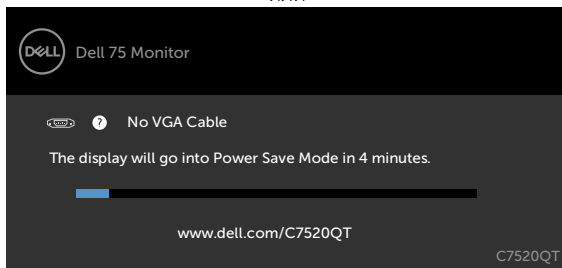 DELL
Dell 75 Monitor
? No VGA Cable
The display will go into Power Save Mode in 4 minutes.
www.dell.com/C7520QT
C7520QT